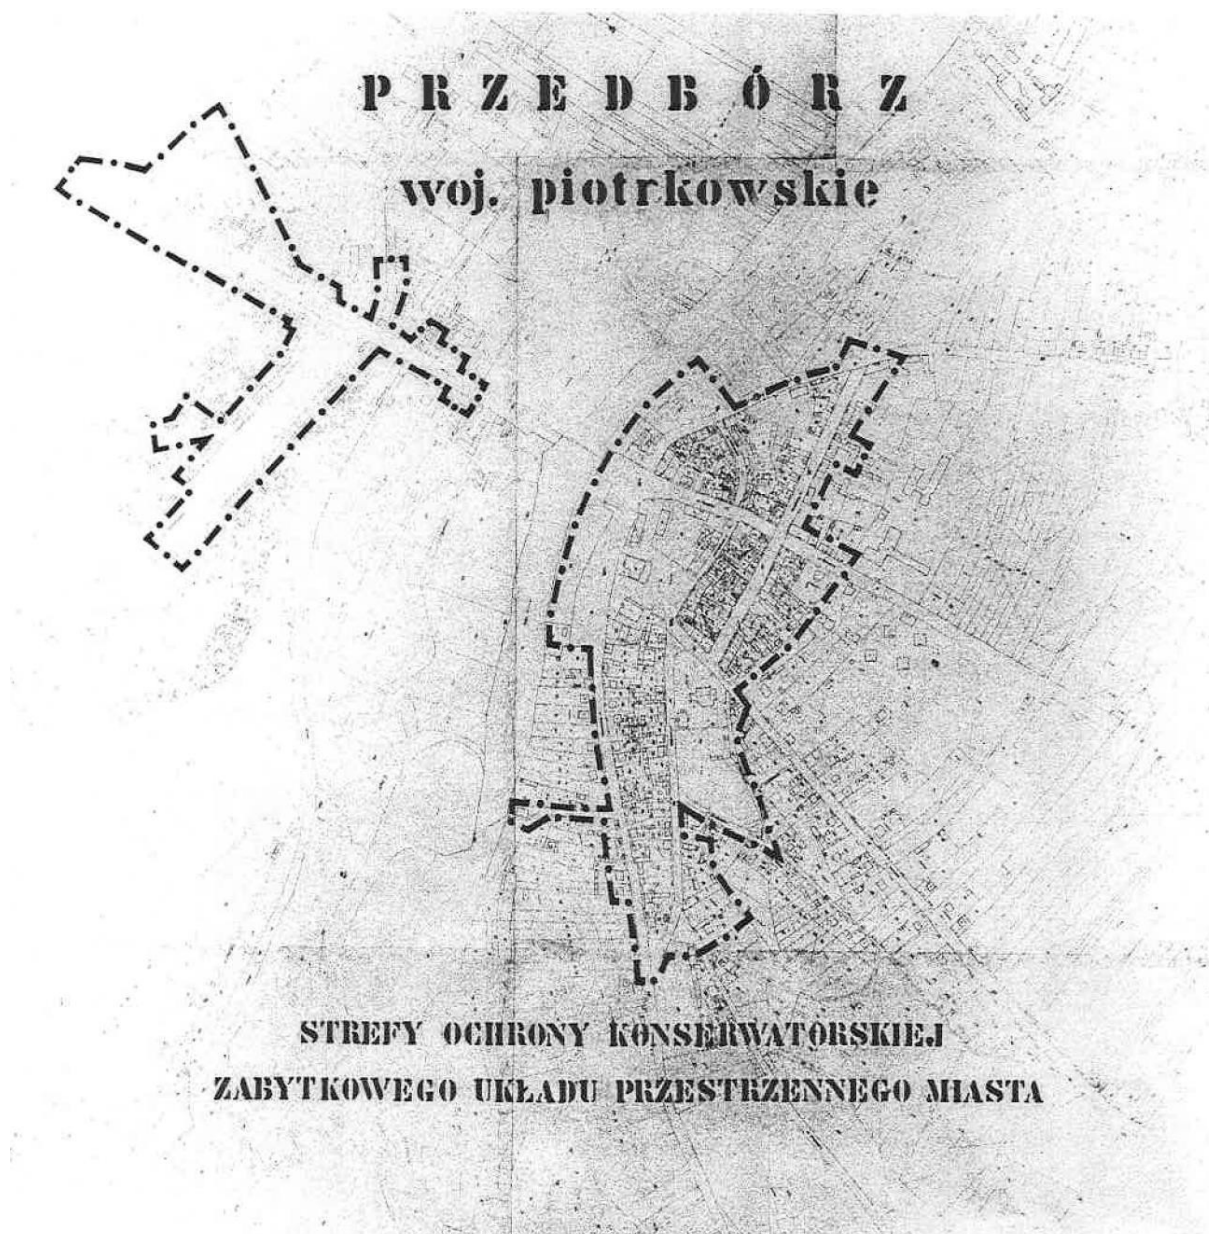 PRZEDBÓRZ
woj. piotrkowskie
STREFY OCHRONY KONSERWATORSKIEJ
ZABYTKOWEGO UKŁADU PRZESTRZENNEGO MIASTA